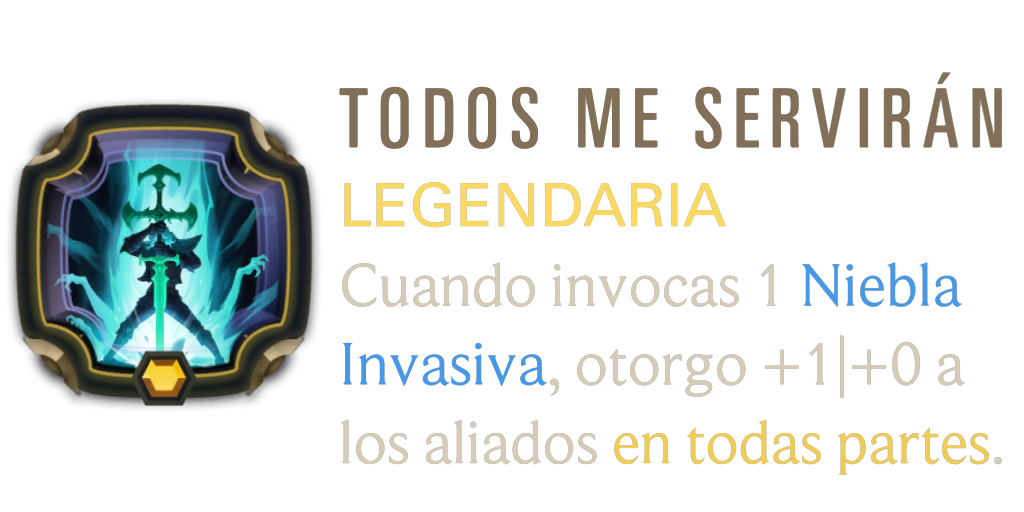 TODOS ME SERVIRÁN
LEGENDARIA
Cuando invocas 1 Niebla
Invasiva, otorgo +1|+0 a
los aliados en todas partes.